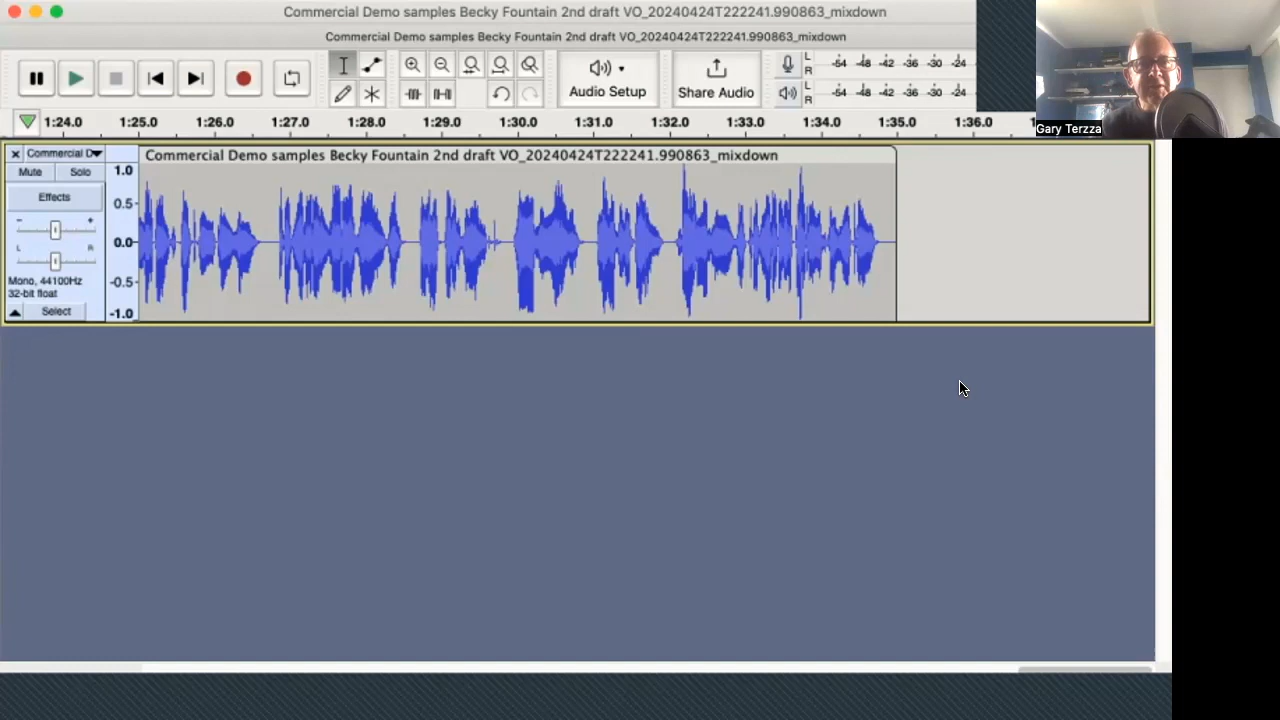 Commercial Demo samples Becky Fountain 2nd draft VO_20240424T222241.990863_mixdown
Commercial Demo samples Becky Fountain 2nd draft VO_20240424T222241.990863_mixdown
Audio Setup
Share Audio
L
R
-54 -48 -42 -36 -30 -24
L
R
-54 -48 -42 -36 -30 -24
Gary Terzza
1:24.0 1:25.0 1:26.0 1:27.0 1:28.0 1:29.0 1:30.0 1:31.0 1:32.0 1:33.0 1:34.0 1:35.0 1:36.0
Commercial D
Commercial Demo samples Becky Fountain 2nd draft VO_20240424T222241.990863_mixdown
Mute Solo
Effects
- +
L R
Mono, 44100Hz
32-bit float
Select
1.0
0.5
0.0
-0.5
-1.0